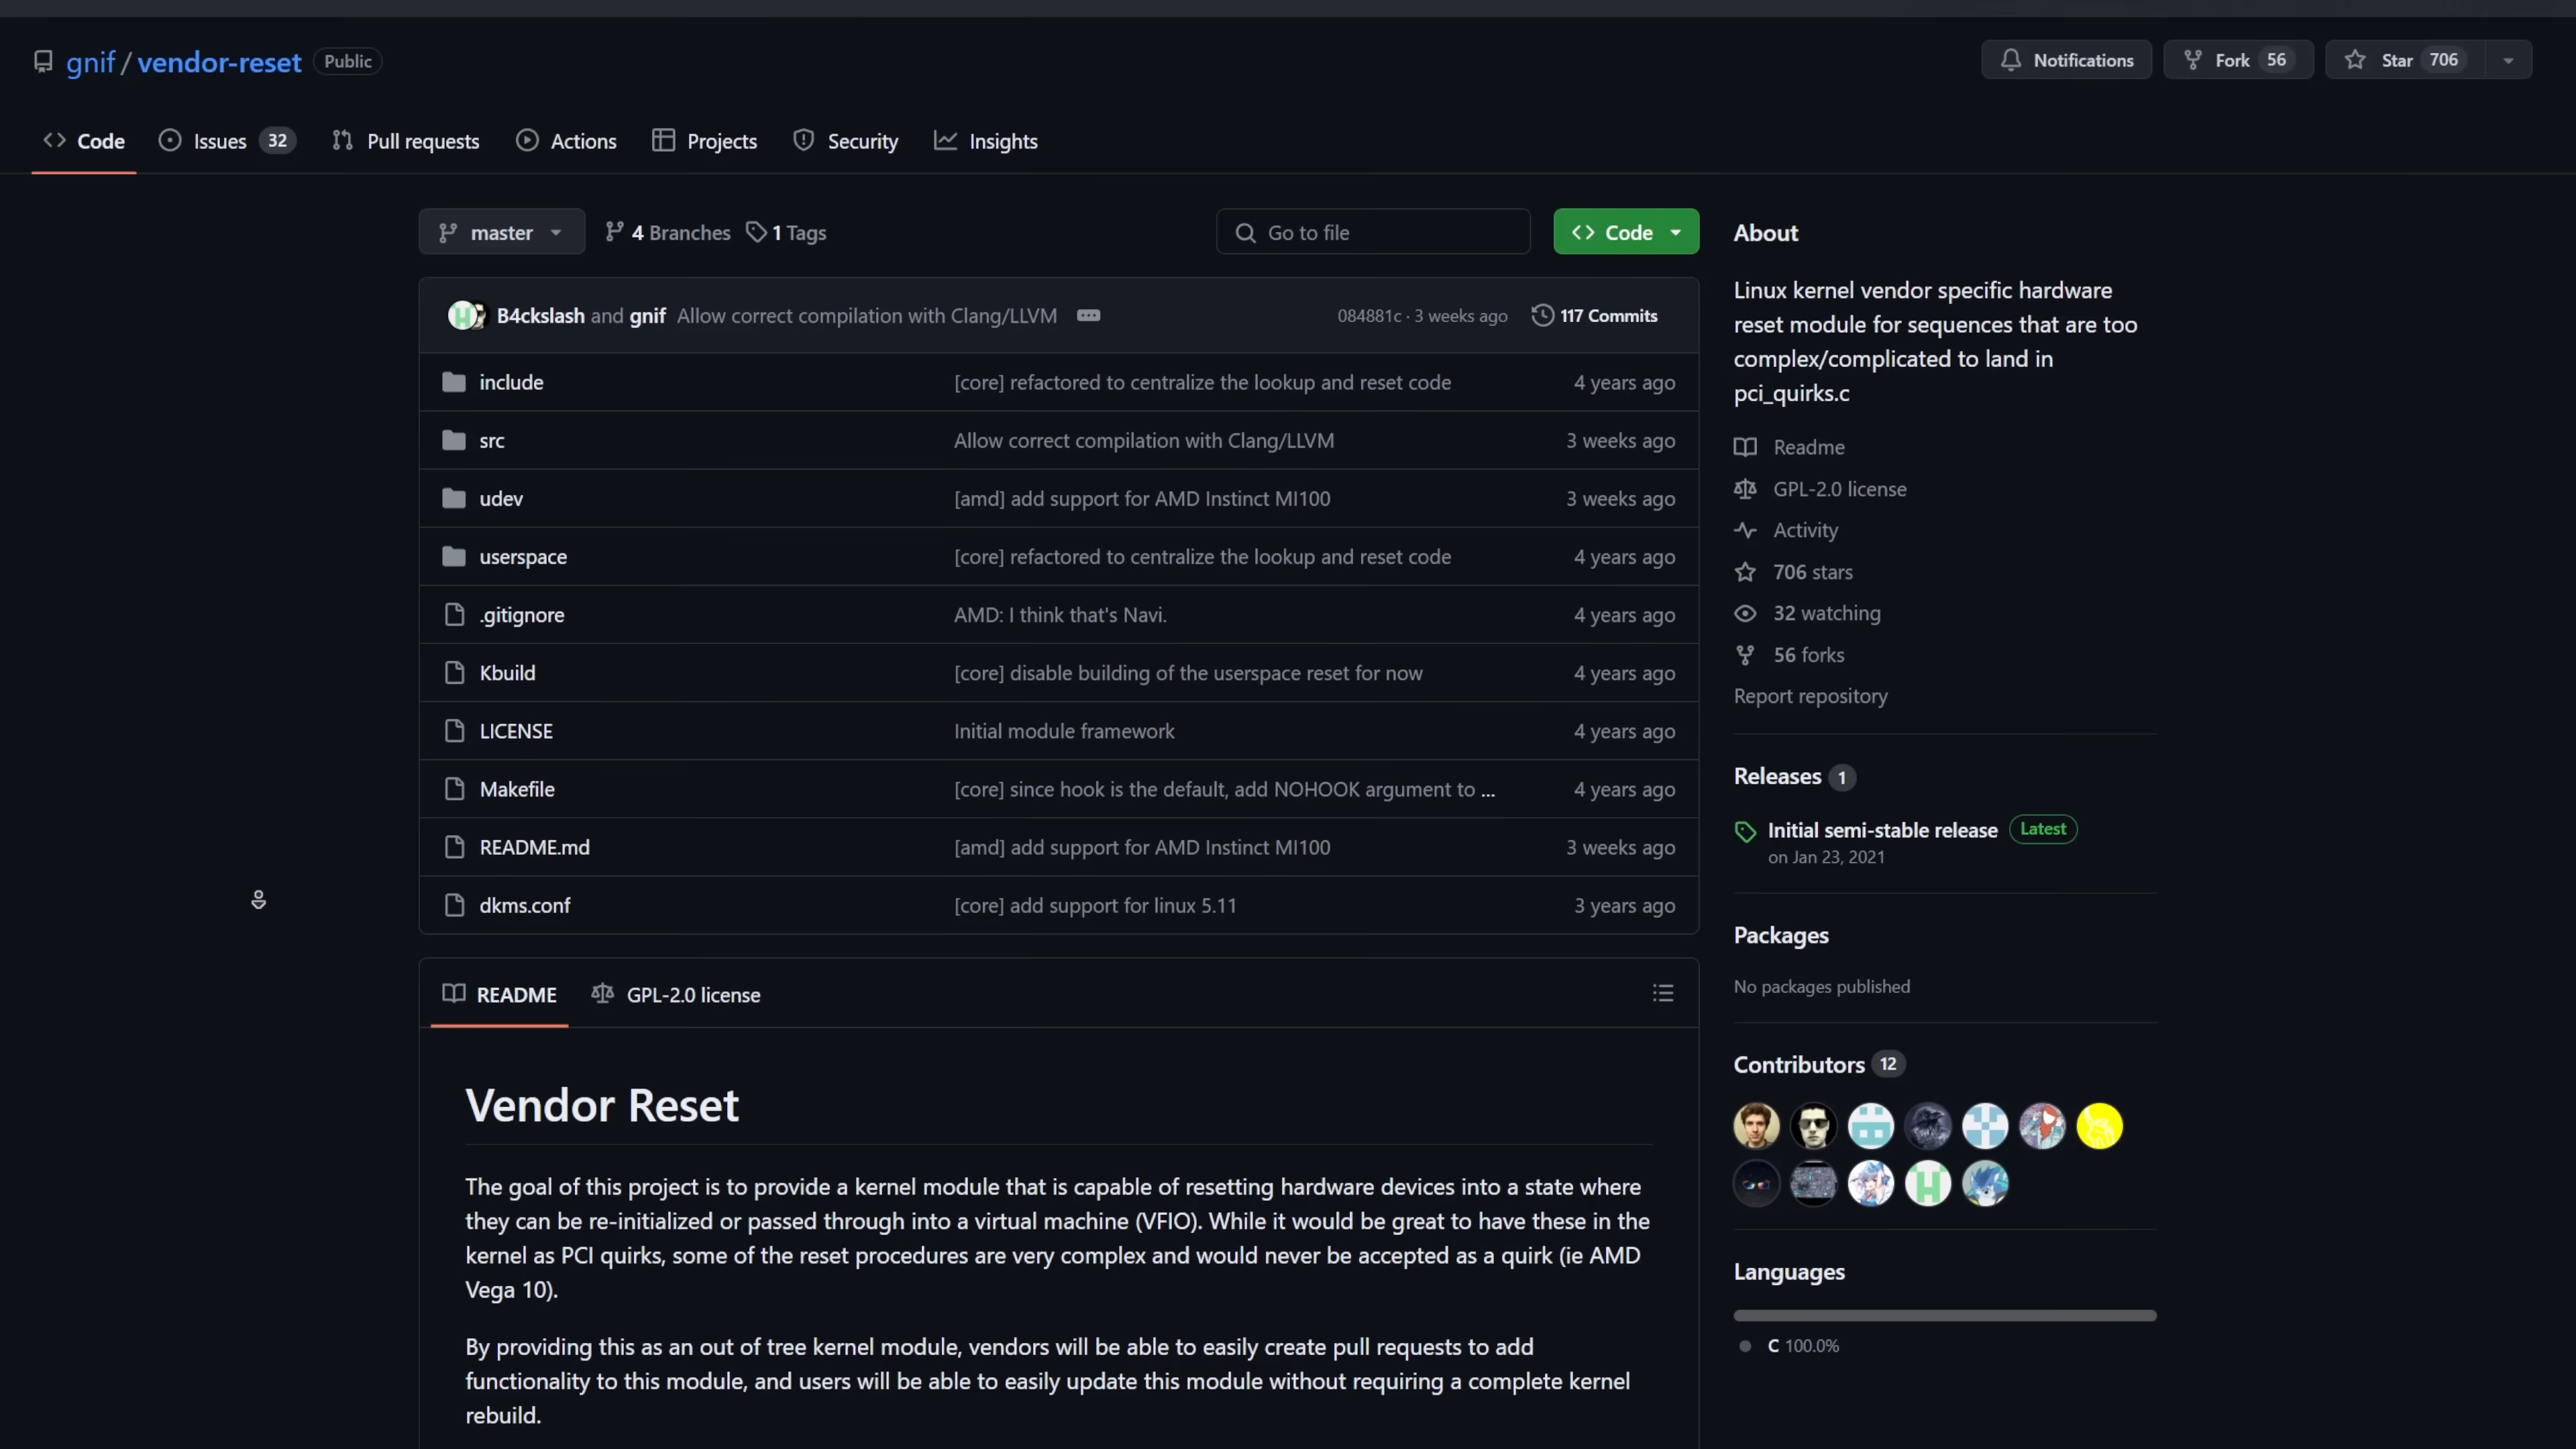 gnif / vendor-reset Public
Notifications Fork 56 Star 706
Code Issues 32 Pull requests Actions Projects Security Insights
master 4 Branches 1 Tags Go to file Code
B4ckslash and gnif Allow correct compilation with Clang/LLVM 084881c · 3 weeks ago 117 Commits
include [core] refactored to centralize the lookup and reset code 4 years ago
src Allow correct compilation with Clang/LLVM 3 weeks ago
udev [amd] add support for AMD Instinct MI100 3 weeks ago
userspace [core] refactored to centralize the lookup and reset code 4 years ago
.gitignore AMD: I think that's Navi. 4 years ago
Kbuild [core] disable building of the userspace reset for now 4 years ago
LICENSE Initial module framework 4 years ago
Makefile [core] since hook is the default, add NOHOOK argument to ... 4 years ago
README.md [amd] add support for AMD Instinct MI100 3 weeks ago
dkms.conf [core] add support for linux 5.11 3 years ago
README GPL-2.0 license
Vendor Reset
The goal of this project is to provide a kernel module that is capable of resetting hardware devices into a state where
they can be re-initialized or passed through into a virtual machine (VFIO). While it would be great to have these in the
kernel as PCI quirks, some of the reset procedures are very complex and would never be accepted as a quirk (ie AMD
Vega 10).
By providing this as an out of tree kernel module, vendors will be able to easily create pull requests to add
functionality to this module, and users will be able to easily update this module without requiring a complete kernel
rebuild.
About
Linux kernel vendor specific hardware
reset module for sequences that are too
complex/complicated to land in
pci_quirks.c
Readme
GPL-2.0 license
Activity
706 stars
32 watching
56 forks
Report repository
Releases 1
Initial semi-stable release Latest
on Jan 23, 2021
Packages
No packages published
Contributors 12
Languages
C 100.0%